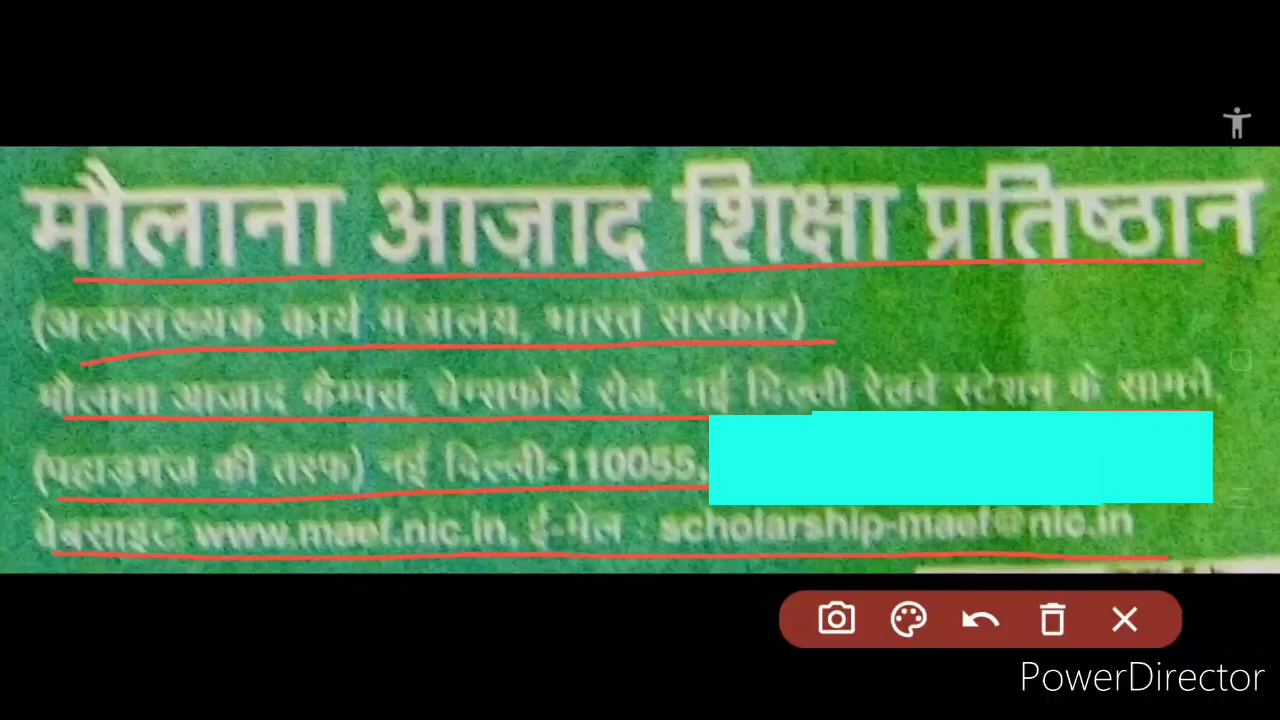 मौलाना आज़ाद शिक्षा प्रतिष्ठान
(अल्पसंख्यक कार्य मंत्रालय, भारत सरकार)
मौलाना आजाद कैम्पस, चेम्सफोर्ड रोड, नई दिल्ली रेलवे स्टेशन के सामने,
(पहाड़गंज की तरफ) नई दिल्ली-110055,
वेबसाइट www.maef.nic.in, ई-मेल : scholarship-maef@nic.in
PowerDirector